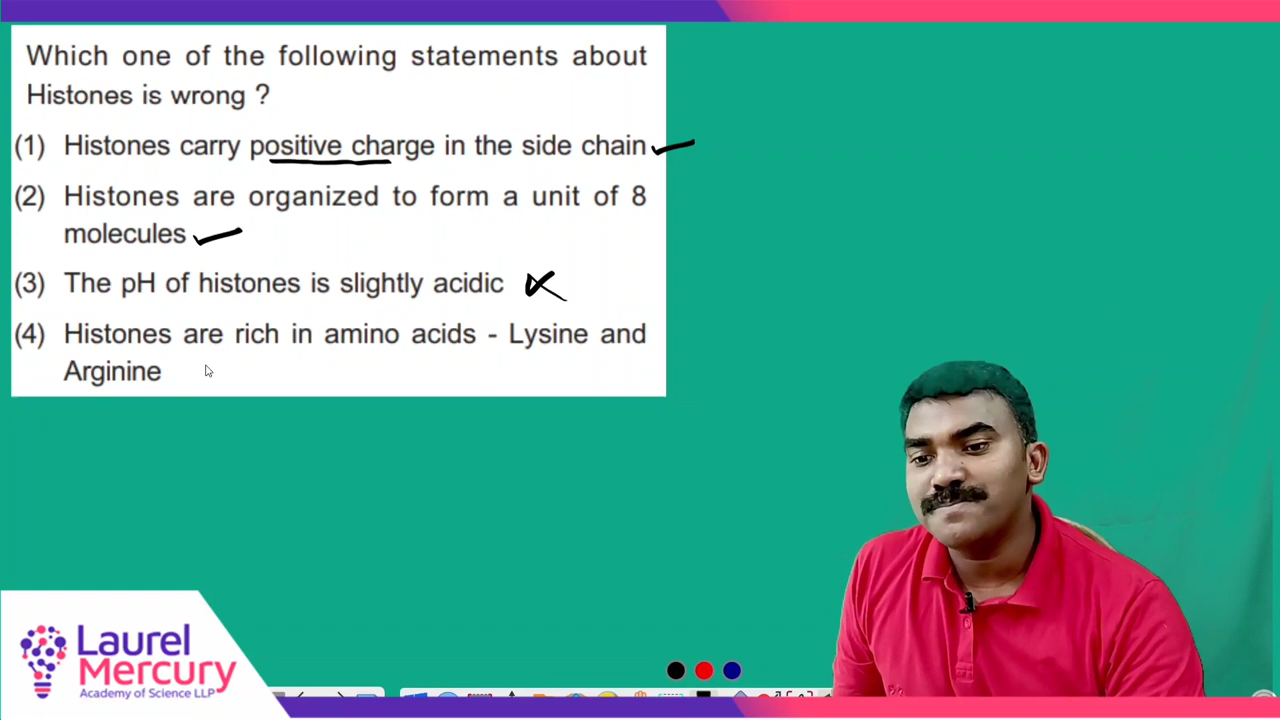 Which one of the following statements about
Histones is wrong ?
(1) Histones carry positive charge in the side chain
(2) Histones are organized to form a unit of 8
molecules
(3) The pH of histones is slightly acidic
(4) Histones are rich in amino acids - Lysine and
Arginine
Laurel
Mercury
Academy of Science LLP